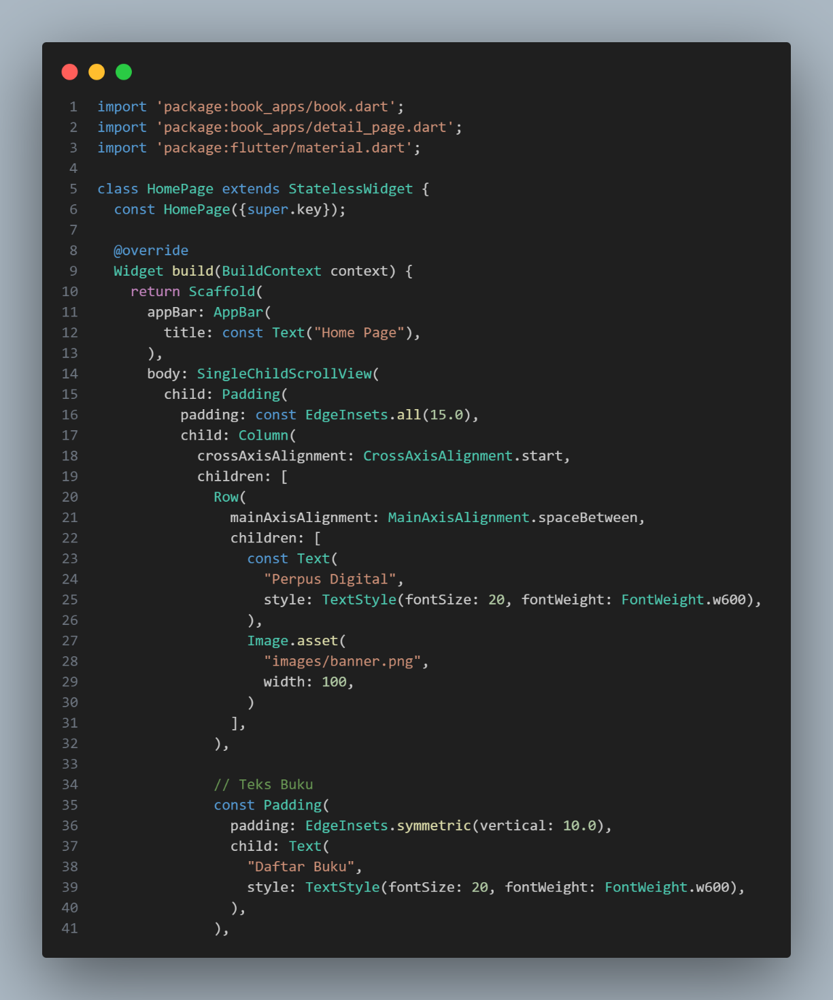 1 import 'package:book_apps/book.dart';
2 import 'package:book_apps/detail_page.dart';
3 import 'package:flutter/material.dart';
4
5 class HomePage extends StatelessWidget {
6   const HomePage({super.key});
7
8   @override
9   Widget build(BuildContext context) {
10     return Scaffold(
11       appBar: AppBar(
12         title: const Text("Home Page"),
13       ),
14       body: SingleChildScrollView(
15         child: Padding(
16           padding: const EdgeInsets.all(15.0),
17           child: Column(
18             crossAxisAlignment: CrossAxisAlignment.start,
19             children: [
20               Row(
21                 mainAxisAlignment: MainAxisAlignment.spaceBetween,
22                 children: [
23                   const Text(
24                     "Perpus Digital",
25                     style: TextStyle(fontSize: 20, fontWeight: FontWeight.w600),
26                   ),
27                   Image.asset(
28                     "images/banner.png",
29                     width: 100,
30                   )
31                 ],
32               ),
33
34               // Teks Buku
35               const Padding(
36                 padding: EdgeInsets.symmetric(vertical: 10.0),
37                 child: Text(
38                   "Daftar Buku",
39                   style: TextStyle(fontSize: 20, fontWeight: FontWeight.w600),
40                 ),
41               ),